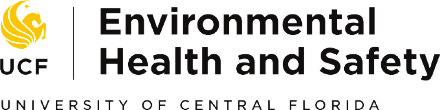 UCF
Environmental
Health and Safety
UNIVERSITY OF CENTRAL FLORIDA